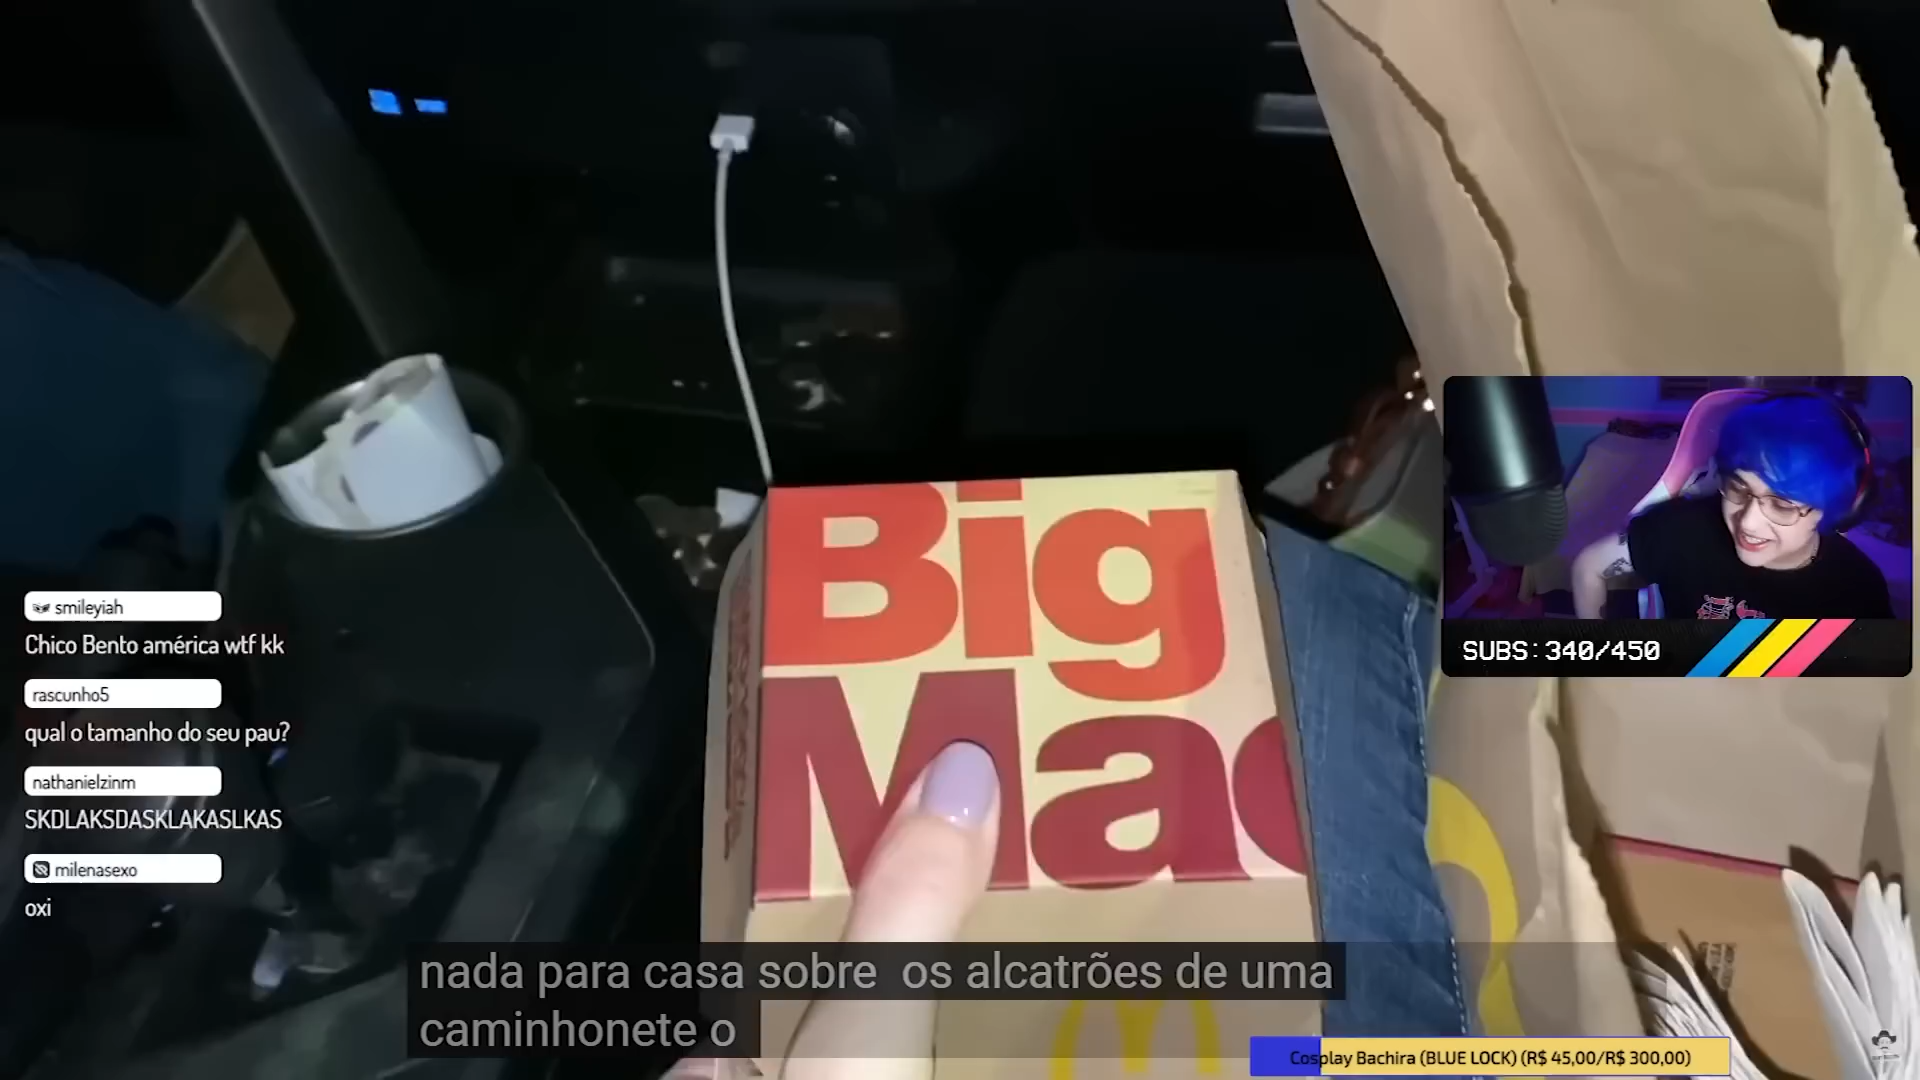 Big
Mac
smileyiah
Chico Bento américa wtf kk
rascunho5
qual o tamanho do seu pau?
nathanielzinm
SKDLAKSDASKLAKASLKAS
milenasexo
oxi
SUBS: 340/450
nada para casa sobre os alcatrões de uma
caminhonete o
Cosplay Bachira (BLUE LOCK) (R$ 45,00/R$ 300,00)